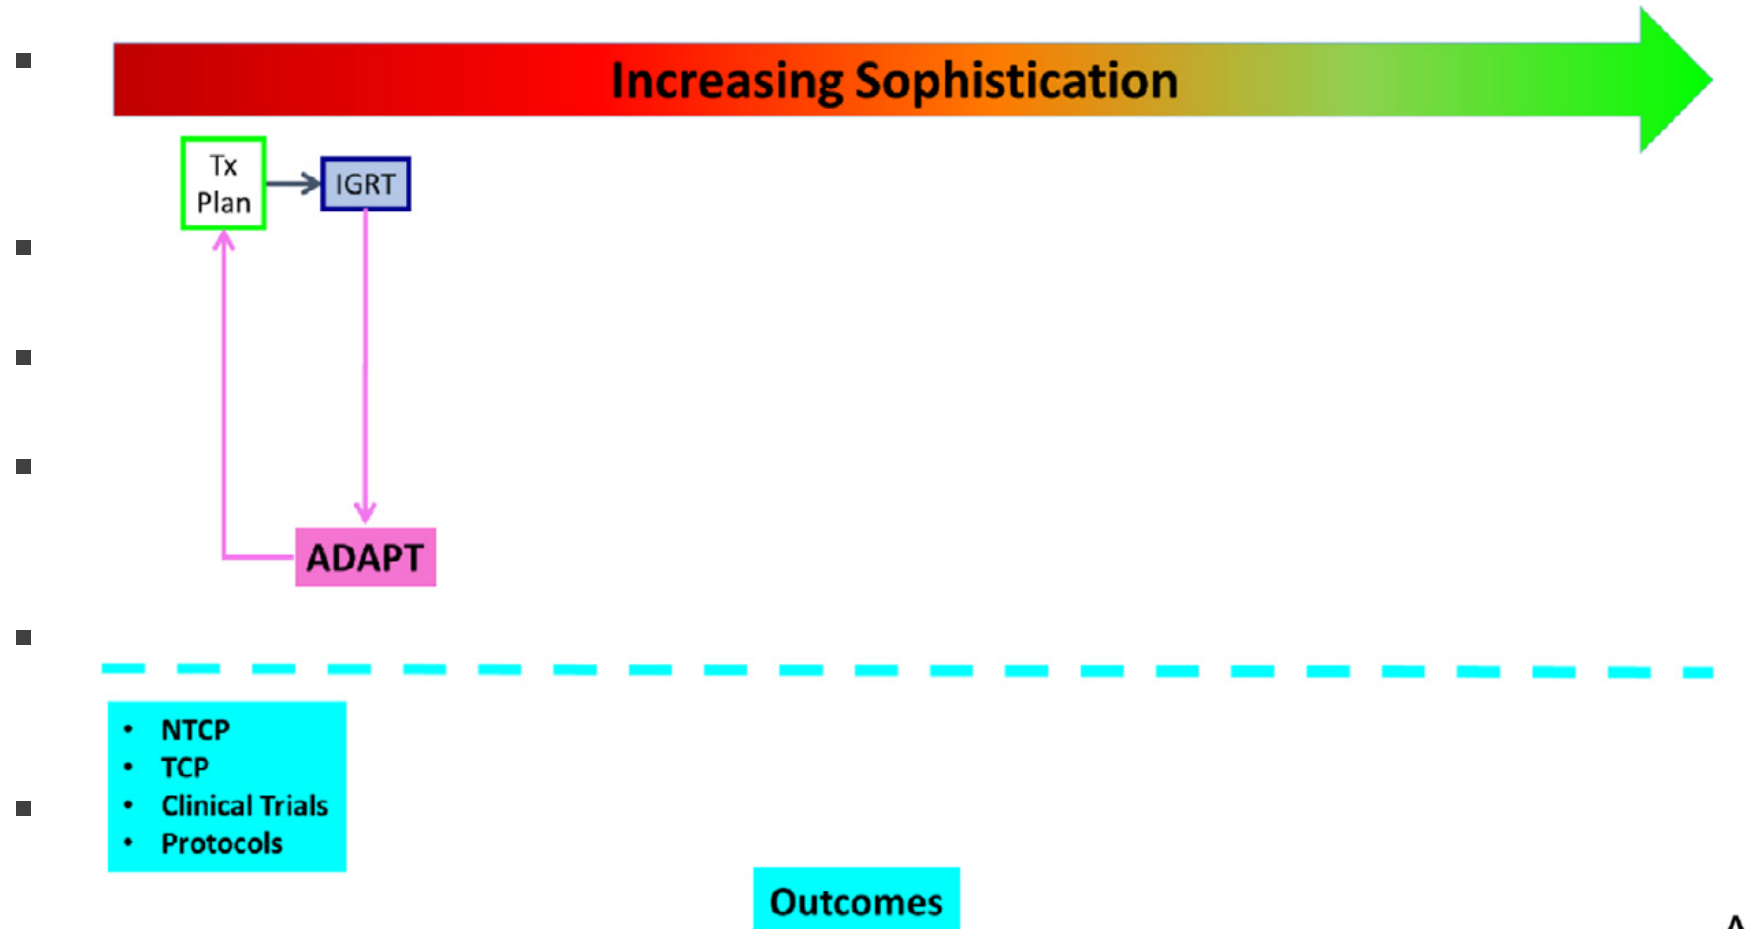 Increasing Sophistication
Tx
Plan
IGRT
ADAPT
• NTCP
• TCP
• Clinical Trials
• Protocols
Outcomes